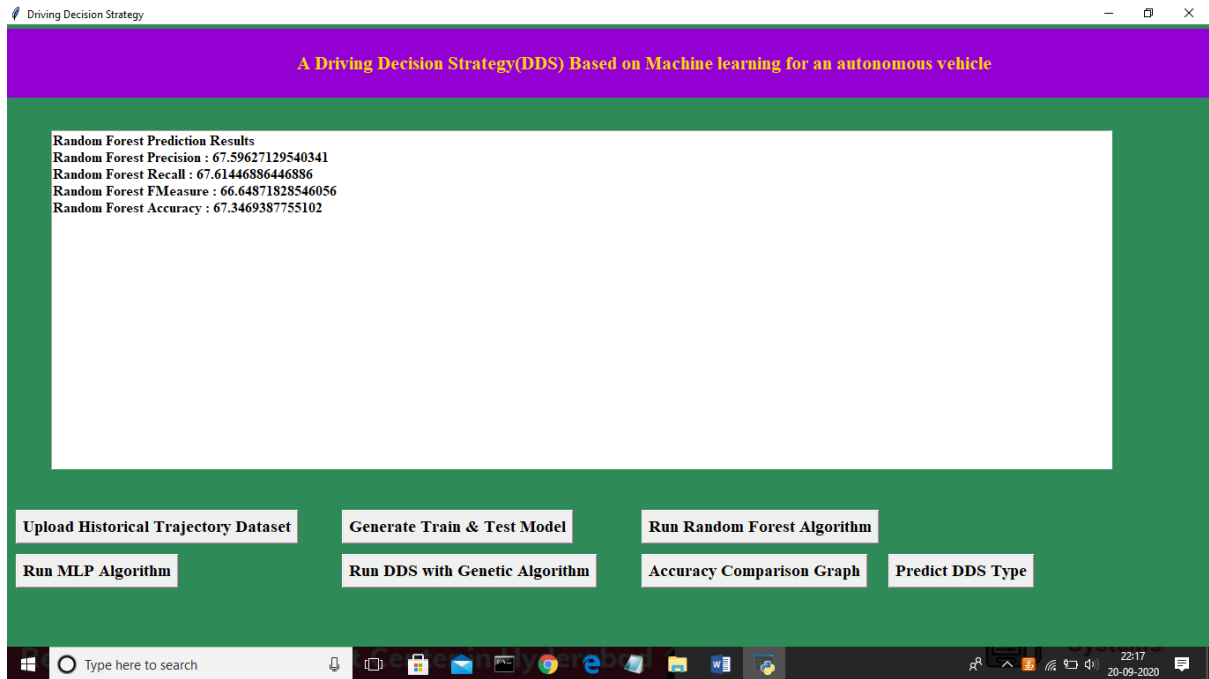 Driving Decision Strategy
A Driving Decision Strategy(DDS) Based on Machine learning for an autonomous vehicle
Random Forest Prediction Results
Random Forest Precision : 67.59627129540341
Random Forest Recall : 67.61446886446886
Random Forest FMeasure : 66.64871828546056
Random Forest Accuracy : 67.3469387755102
Upload Historical Trajectory Dataset
Generate Train & Test Model
Run Random Forest Algorithm
Run MLP Algorithm
Run DDS with Genetic Algorithm
Accuracy Comparison Graph
Predict DDS Type
Type here to search
22:17
20-09-2020